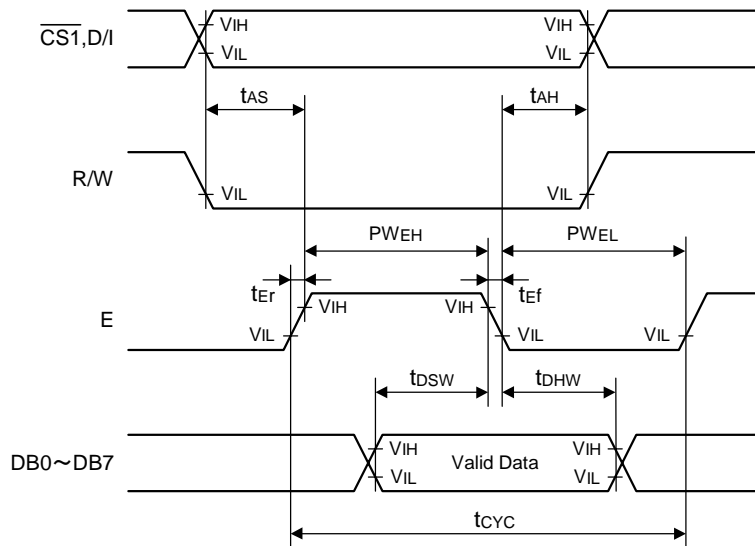 CS1,D/I
VIH
VIH
VIL
VIL
tAS
tAH
R/W
VIL
VIL
PWEH
PWEL
tEr
tEf
E
VIH
VIH
VIL
VIL
VIL
tDSW
tDHW
DB0～DB7
VIH
VIH
VIL
Valid Data
VIL
tCYC